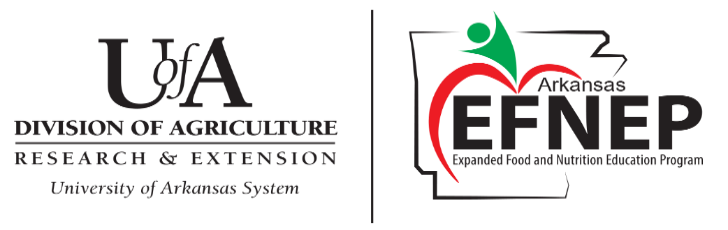 UofA
DIVISION OF AGRICULTURE
RESEARCH & EXTENSION
University of Arkansas System
Arkansas
EFNEP
Expanded Food and Nutrition Education Program